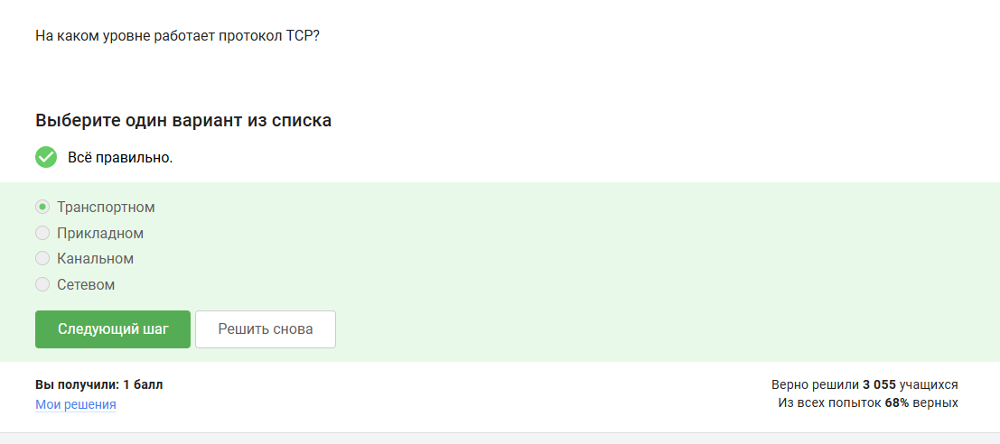 На каком уровне работает протокол TCP?
Выберите один вариант из списка
Всё правильно.
Транспортном
Прикладном
Канальном
Сетевом
Следующий шаг
Решить снова
Вы получили: 1 балл
Мои решения
Верно решили 3 055 учащихся
Из всех попыток 68% верных